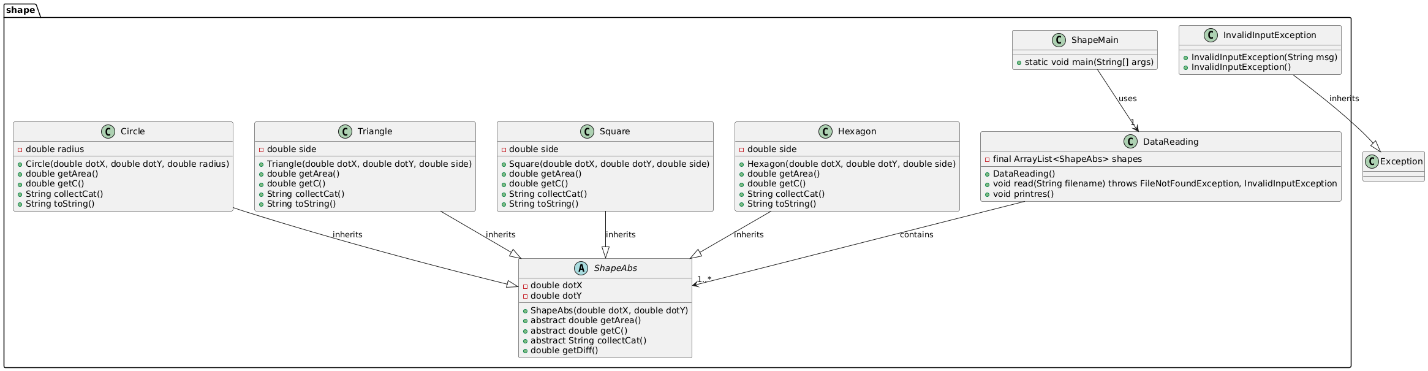 shape
C ShapeMain
static void main(String[] args)
C InvalidInputException
InvalidInputException(String msg)
InvalidInputException()
uses
1
inherits
C Circle
double radius
Circle(double dotX, double dotY, double radius)
double getArea()
double getC()
String collectCat()
String toString()
C Triangle
double side
Triangle(double dotX, double dotY, double side)
double getArea()
double getC()
String collectCat()
String toString()
C Square
double side
Square(double dotX, double dotY, double side)
double getArea()
double getC()
String collectCat()
String toString()
C Hexagon
double side
Hexagon(double dotX, double dotY, double side)
double getArea()
double getC()
String collectCat()
String toString()
C DataReading
final ArrayList<ShapeAbs> shapes
DataReading()
void read(String filename) throws FileNotFoundException, InvalidInputException
void printres()
C Exception
inherits
inherits
inherits
inherits
contains
1..*
A ShapeAbs
double dotX
double dotY
ShapeAbs(double dotX, double dotY)
abstract double getArea()
abstract double getC()
abstract String collectCat()
double getDiff()